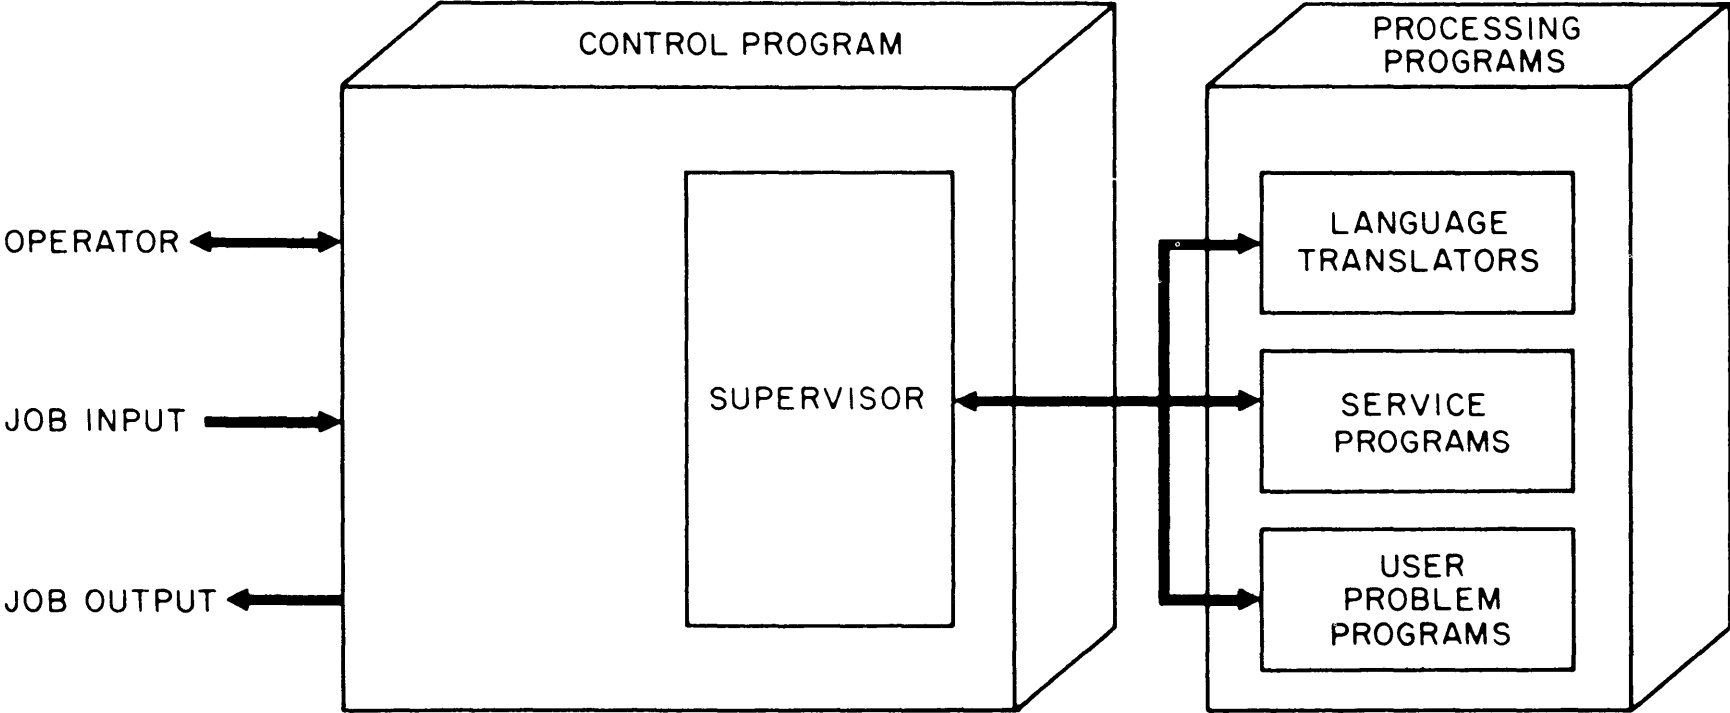 CONTROL PROGRAM
PROCESSING
PROGRAMS
OPERATOR
JOB INPUT
JOB OUTPUT
SUPERVISOR
LANGUAGE
TRANSLATORS
SERVICE
PROGRAMS
USER
PROBLEM
PROGRAMS